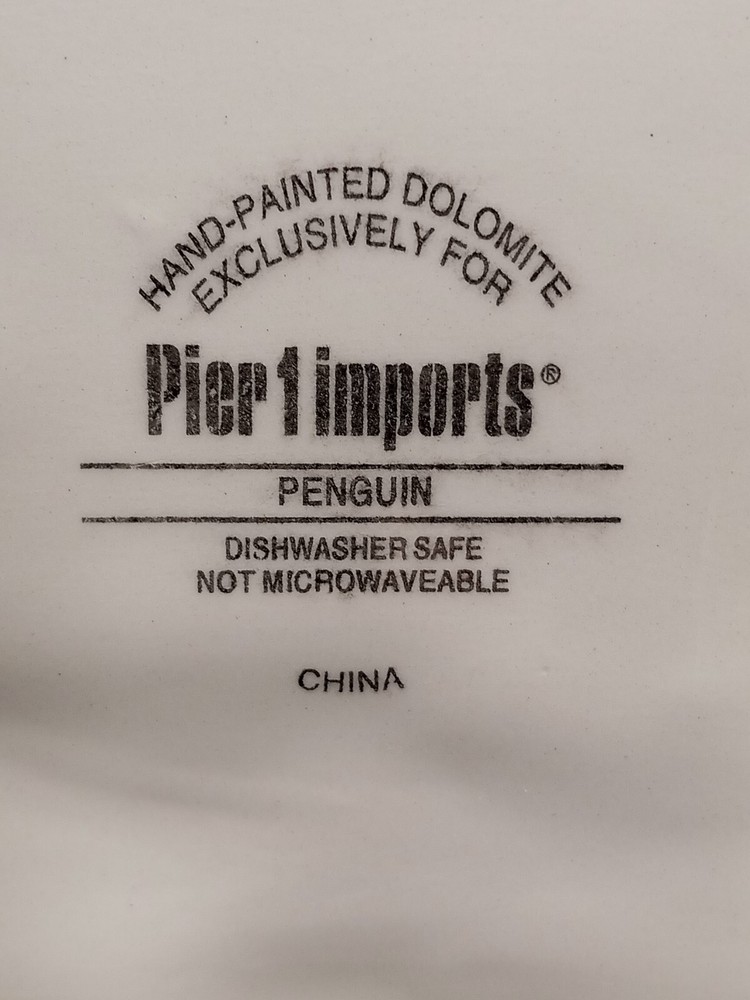 HAND-PAINTED DOLOMITE
EXCLUSIVELY FOR
Pier 1 imports®
PENGUIN
DISHWASHER SAFE
NOT MICROWAVEABLE
CHINA